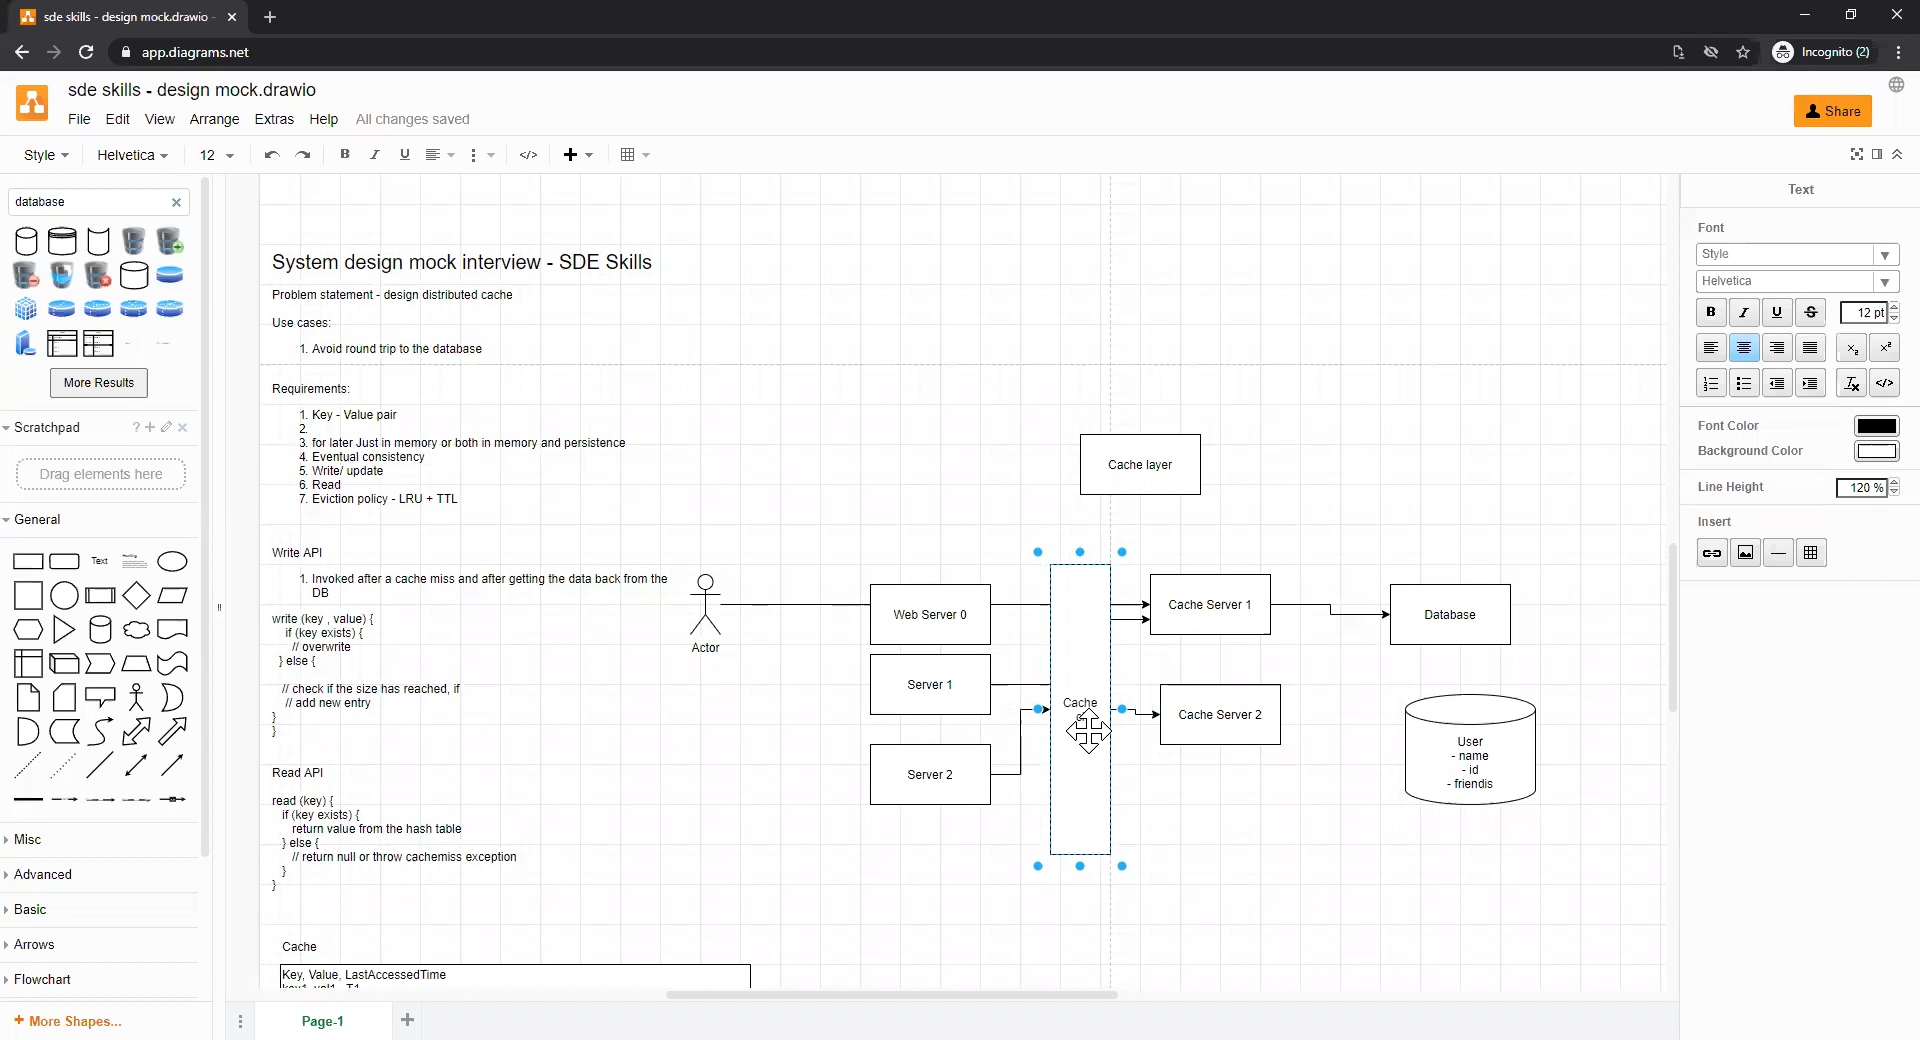 sde skills - design mock.drawio -
app.diagrams.net
Incognito (2)
sde skills - design mock.drawio
File Edit View Arrange Extras Help All changes saved
Share
Style Helvetica 12 B I U
database
More Results
Scratchpad ?
Drag elements here
General
Text
Heading
Misc
Advanced
Basic
Arrows
Flowchart
+ More Shapes...
System design mock interview - SDE Skills
Problem statement - design distributed cache
Use cases:
1. Avoid round trip to the database
Requirements:
1. Key - Value pair
2.
3. for later Just in memory or both in memory and persistence
4. Eventual consistency
5. Write/ update
6. Read
7. Eviction policy - LRU + TTL
Write API
1. Invoked after a cache miss and after getting the data back from the
DB
write (key , value) {
if (key exists) {
// overwrite
} else {
// check if the size has reached, if
// add new entry
}
}
Read API
read (key) {
if (key exists) {
return value from the hash table
} else {
// return null or throw cachemiss exception
}
}
Cache
Key, Value, LastAccessedTime
key1, val1 , T1
Actor
Web Server 0
Server 1
Server 2
Cache
Cache layer
Cache Server 1
Cache Server 2
Database
User
- name
- id
- friendis
Page-1
Text
Font
Style
Helvetica
B I U S 12 pt
Font Color
Background Color
Line Height 120 %
Insert